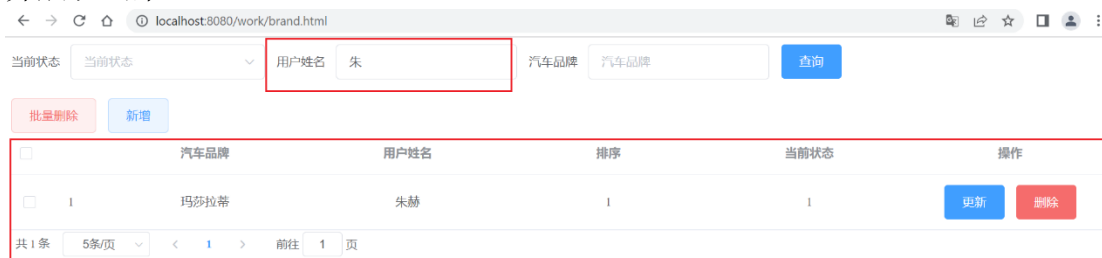 localhost:8080/work/brand.html
当前状态 当前状态 用户姓名 朱 汽车品牌 汽车品牌 查询
批量删除 新增
汽车品牌 用户姓名 排序 当前状态 操作
1 玛莎拉蒂 朱赫 1 1 更新 删除
共 1 条 5条/页 < 1 > 前往 1 页